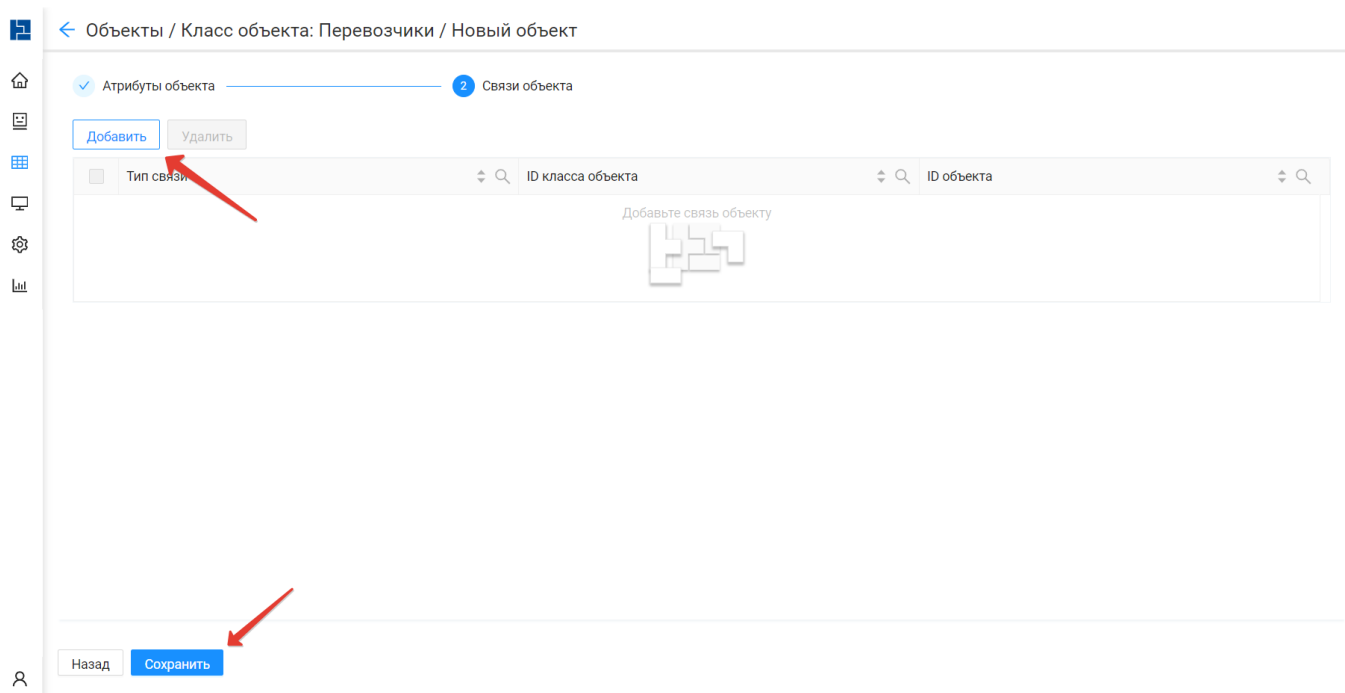 Объекты / Класс объекта: Перевозчики / Новый объект
Атрибуты объекта 2 Связи объекта
Добавить Удалить
Тип связи ID класса объекта ID объекта
Добавьте связь объекту
Назад Сохранить